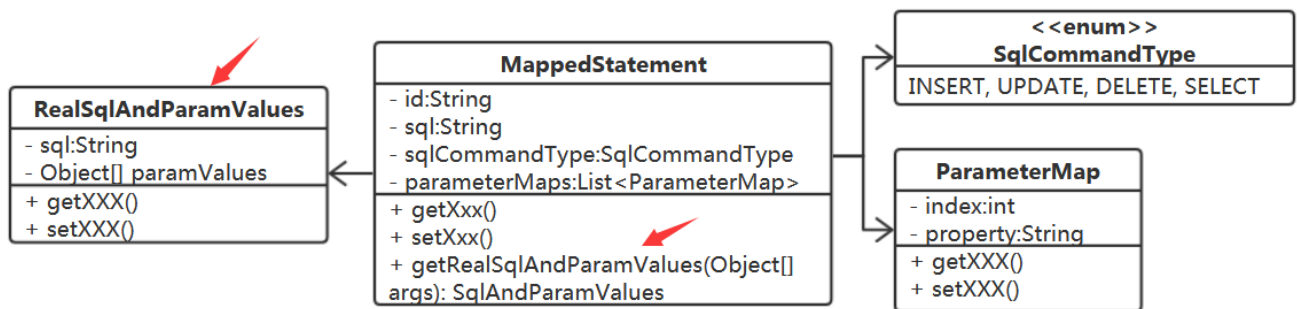 RealSqlAndParamValues
- sql:String
- Object[] paramValues
+ getXXX()
+ setXXX()
MappedStatement
- id:String
- sql:String
- sqlCommandType:SqlCommandType
- parameterMaps:List<ParameterMap>
+ getXxx()
+ setXxx()
+ getRealSqlAndParamValues(Object[]
args): SqlAndParamValues
<<enum>>
SqlCommandType
INSERT, UPDATE, DELETE, SELECT
ParameterMap
- index:int
- property:String
+ getXXX()
+ setXXX()